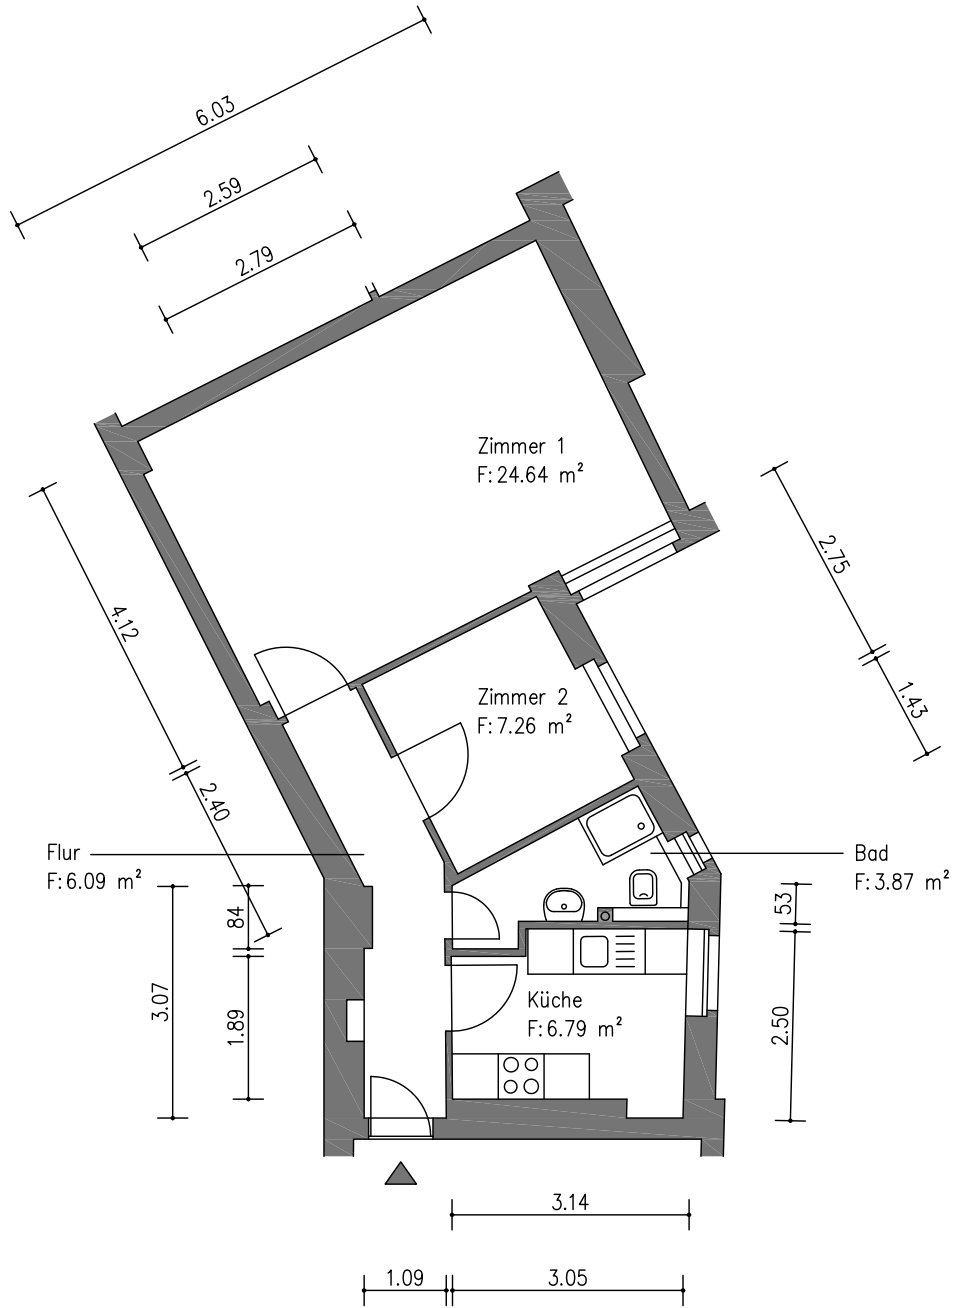 6.03
2.59
2.79
Zimmer 1
F: 24.64 m²
2.75
4.12
1.43
Zimmer 2
F: 7.26 m²
2.40
Flur
F: 6.09 m²
Bad
F: 3.87 m²
84
53
3.07
1.89
Küche
F: 6.79 m²
2.50
3.14
1.09
3.05